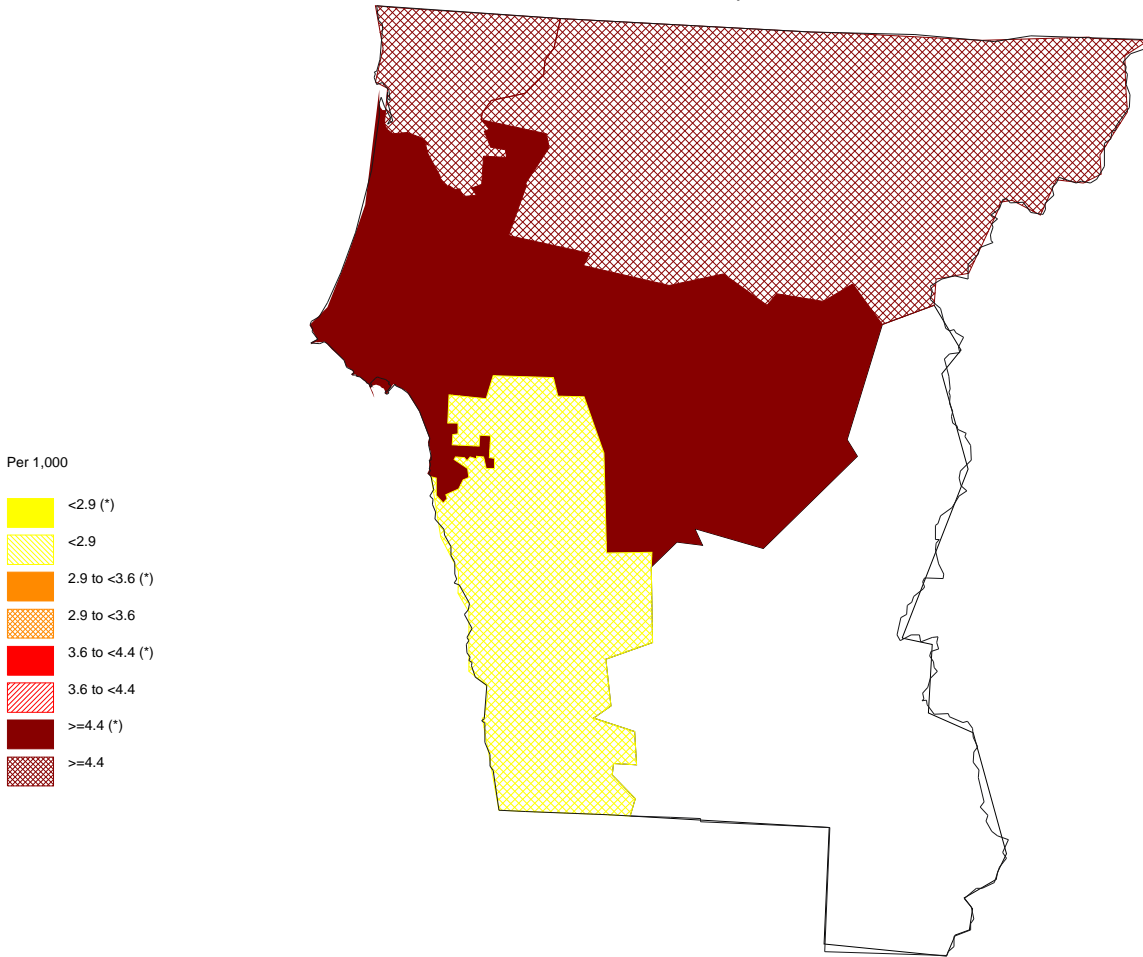 Per 1,000
<2.9 (*)
<2.9
2.9 to <3.6 (*)
2.9 to <3.6
3.6 to <4.4 (*)
3.6 to <4.4
>=4.4 (*)
>=4.4